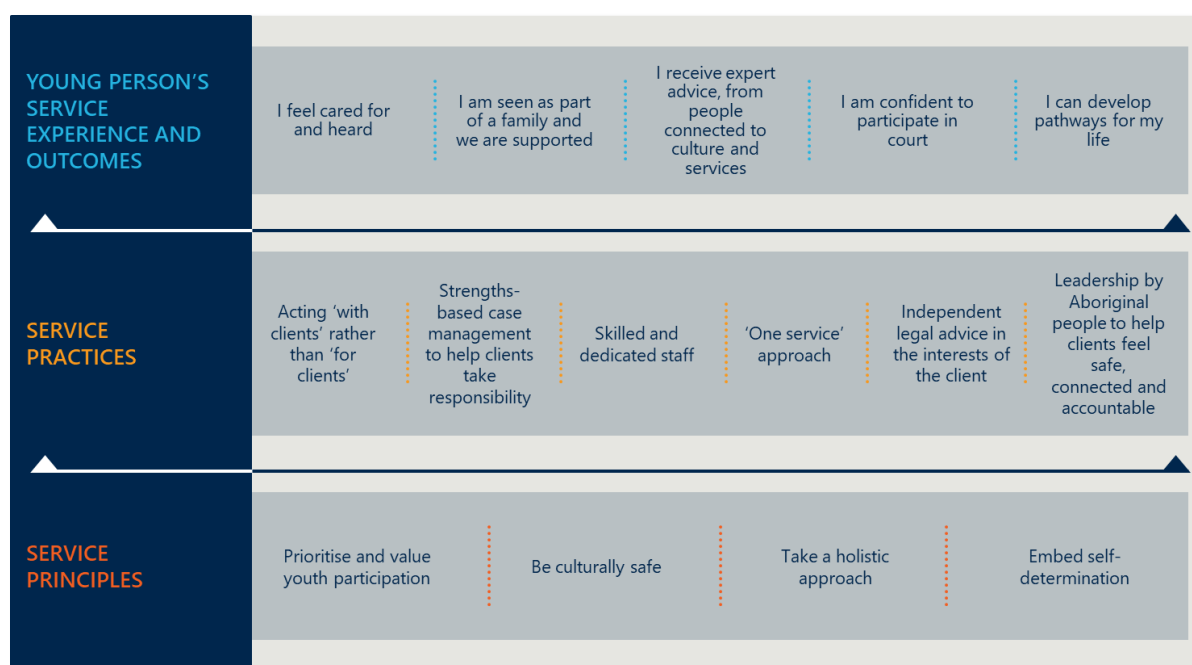 YOUNG PERSON’S
SERVICE
EXPERIENCE AND
OUTCOMES
I feel cared for
and heard
I am seen as part
of a family and
we are supported
I receive expert
advice, from
people
connected to
culture and
services
I am confident to
participate in
court
I can develop
pathways for my
life
SERVICE
PRACTICES
Acting ‘with
clients’ rather
than ‘for
clients’
Strengths-
based case
management
to help clients
take
responsibility
Skilled and
dedicated staff
‘One service’
approach
Independent
legal advice in
the interests of
the client
Leadership by
Aboriginal
people to help
clients feel
safe,
connected and
accountable
SERVICE
PRINCIPLES
Prioritise and value
youth participation
Be culturally safe
Take a holistic
approach
Embed self-
determination